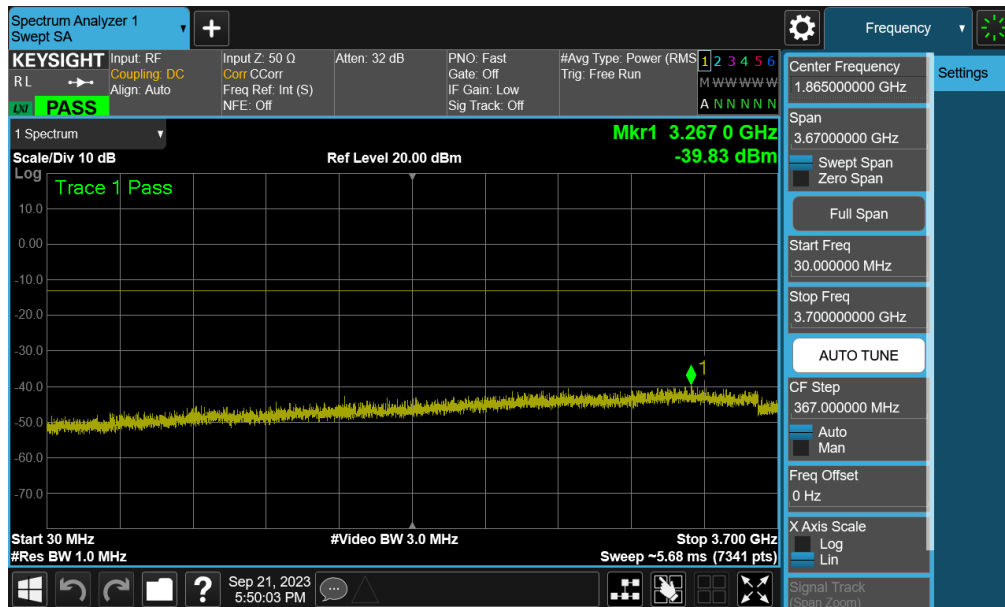 Spectrum Analyzer 1
Swept SA
Frequency
KEYSIGHT
RL
LXI PASS
Input: RF
Coupling: DC
Align: Auto
Input Z: 50 Ω
Corr CCorr
Freq Ref: Int (S)
NFE: Off
Atten: 32 dB
PNO: Fast
Gate: Off
IF Gain: Low
Sig Track: Off
#Avg Type: Power (RMS
Trig: Free Run
1 2 3 4 5 6
M W W W W W
A N N N N N
1 Spectrum
Mkr1 3.267 0 GHz
-39.83 dBm
Scale/Div 10 dB
Ref Level 20.00 dBm
Log
Trace 1 Pass
10.0
0.00
-10.0
-20.0
-30.0
-40.0
-50.0
-60.0
-70.0
1
Start 30 MHz
#Video BW 3.0 MHz
Stop 3.700 GHz
#Res BW 1.0 MHz
Sweep ~5.68 ms (7341 pts)
Center Frequency
1.865000000 GHz
Settings
Span
3.67000000 GHz
Swept Span
Zero Span
Full Span
Start Freq
30.000000 MHz
Stop Freq
3.700000000 GHz
AUTO TUNE
CF Step
367.000000 MHz
Auto
Man
Freq Offset
0 Hz
X Axis Scale
Log
Lin
Signal Track
(Span Zoom)
?
Sep 21, 2023
5:50:03 PM